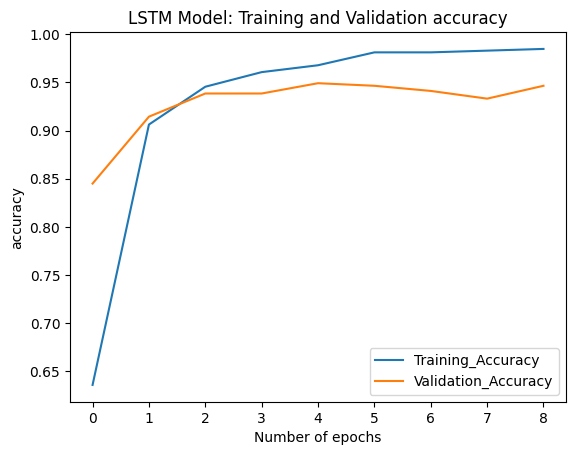 LSTM Model: Training and Validation accuracy
1.00
0.95
0.90
0.85
0.80
0.75
0.70
0.65
accuracy
Training_Accuracy
Validation_Accuracy
0 1 2 3 4 5 6 7 8
Number of epochs